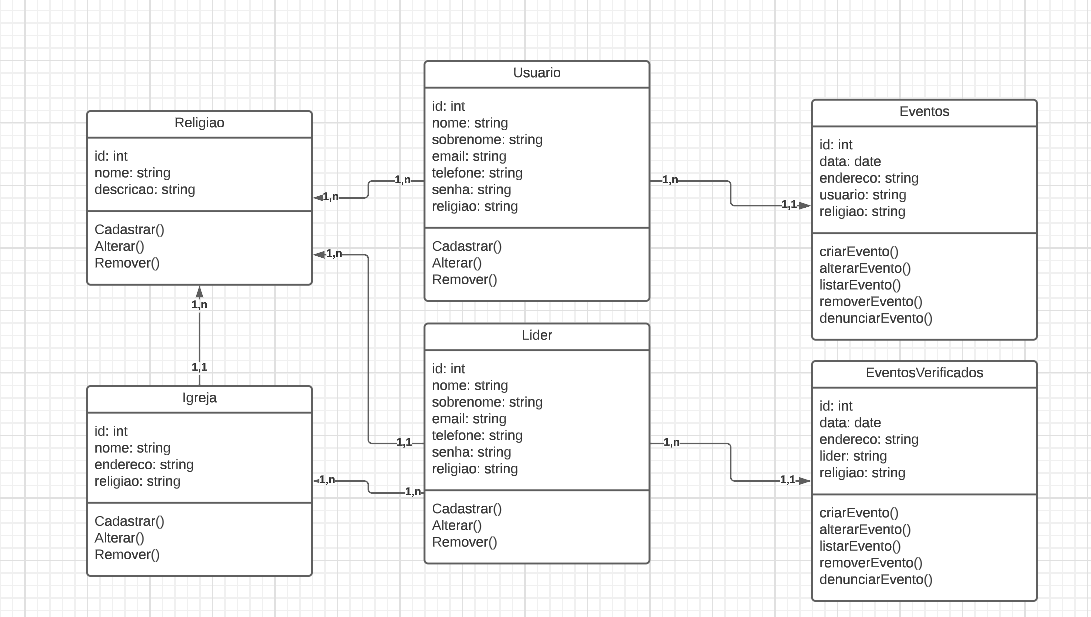 Religiao
id: int
nome: string
descricao: string
Cadastrar()
Alterar()
Remover()
1,n
1,n
1,n
1,1
1,n
1,1
Igreja
id: int
nome: string
endereco: string
religiao: string
Cadastrar()
Alterar()
Remover()
1,n
1,n
Usuario
id: int
nome: string
sobrenome: string
email: string
telefone: string
senha: string
religiao: string
Cadastrar()
Alterar()
Remover()
1,n
1,1
Lider
id: int
nome: string
sobrenome: string
email: string
telefone: string
senha: string
religiao: string
Cadastrar()
Alterar()
Remover()
1,n
1,1
Eventos
id: int
data: date
endereco: string
usuario: string
religiao: string
criarEvento()
alterarEvento()
listarEvento()
removerEvento()
denunciarEvento()
EventosVerificados
id: int
data: date
endereco: string
lider: string
religiao: string
criarEvento()
alterarEvento()
listarEvento()
removerEvento()
denunciarEvento()